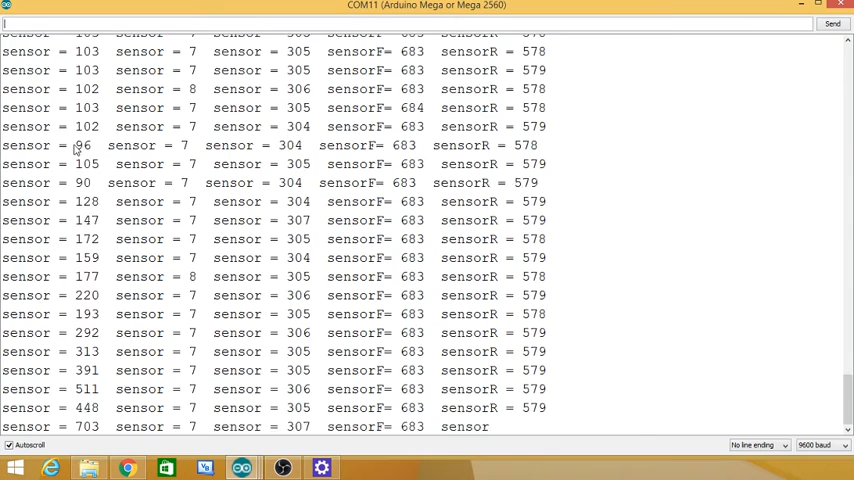 COM11 (Arduino Mega or Mega 2560)
Send
sensor = 103 sensor = 7 sensor = 305 sensorF= 683 sensorR = 578
sensor = 103 sensor = 7 sensor = 305 sensorF= 683 sensorR = 579
sensor = 102 sensor = 8 sensor = 306 sensorF= 683 sensorR = 578
sensor = 103 sensor = 7 sensor = 305 sensorF= 684 sensorR = 578
sensor = 102 sensor = 7 sensor = 304 sensorF= 683 sensorR = 579
sensor = 96 sensor = 7 sensor = 304 sensorF= 683 sensorR = 578
sensor = 105 sensor = 7 sensor = 305 sensorF= 683 sensorR = 579
sensor = 90 sensor = 7 sensor = 304 sensorF= 683 sensorR = 579
sensor = 128 sensor = 7 sensor = 304 sensorF= 683 sensorR = 579
sensor = 147 sensor = 7 sensor = 307 sensorF= 683 sensorR = 579
sensor = 172 sensor = 7 sensor = 305 sensorF= 683 sensorR = 578
sensor = 159 sensor = 7 sensor = 304 sensorF= 683 sensorR = 579
sensor = 177 sensor = 8 sensor = 305 sensorF= 683 sensorR = 578
sensor = 220 sensor = 7 sensor = 306 sensorF= 683 sensorR = 579
sensor = 193 sensor = 7 sensor = 305 sensorF= 683 sensorR = 578
sensor = 292 sensor = 7 sensor = 306 sensorF= 683 sensorR = 579
sensor = 313 sensor = 7 sensor = 305 sensorF= 683 sensorR = 579
sensor = 391 sensor = 7 sensor = 305 sensorF= 683 sensorR = 579
sensor = 511 sensor = 7 sensor = 306 sensorF= 683 sensorR = 579
sensor = 448 sensor = 7 sensor = 305 sensorF= 683 sensorR = 579
sensor = 703 sensor = 7 sensor = 307 sensorF= 683 sensor
Autoscroll
No line ending
9600 baud